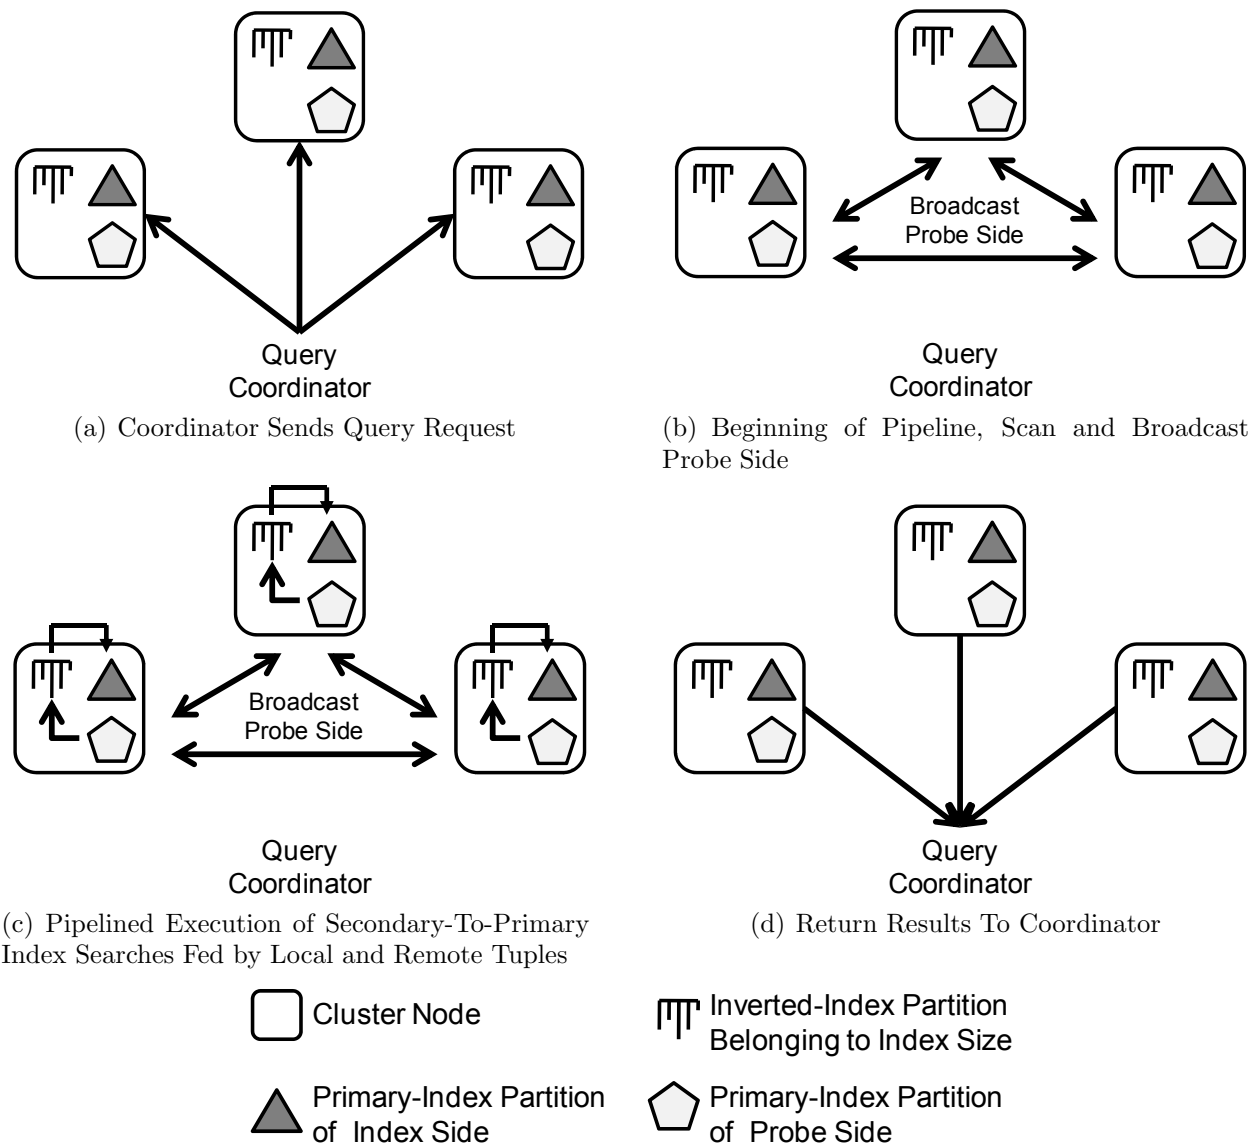 Query
Coordinator
(a) Coordinator Sends Query Request
Broadcast
Probe Side
Query
Coordinator
(b) Beginning of Pipeline, Scan and Broadcast
Probe Side
Broadcast
Probe Side
Query
Coordinator
(c) Pipelined Execution of Secondary-To-Primary
Index Searches Fed by Local and Remote Tuples
Query
Coordinator
(d) Return Results To Coordinator
Cluster Node
Inverted-Index Partition
Belonging to Index Size
Primary-Index Partition
of Index Side
Primary-Index Partition
of Probe Side